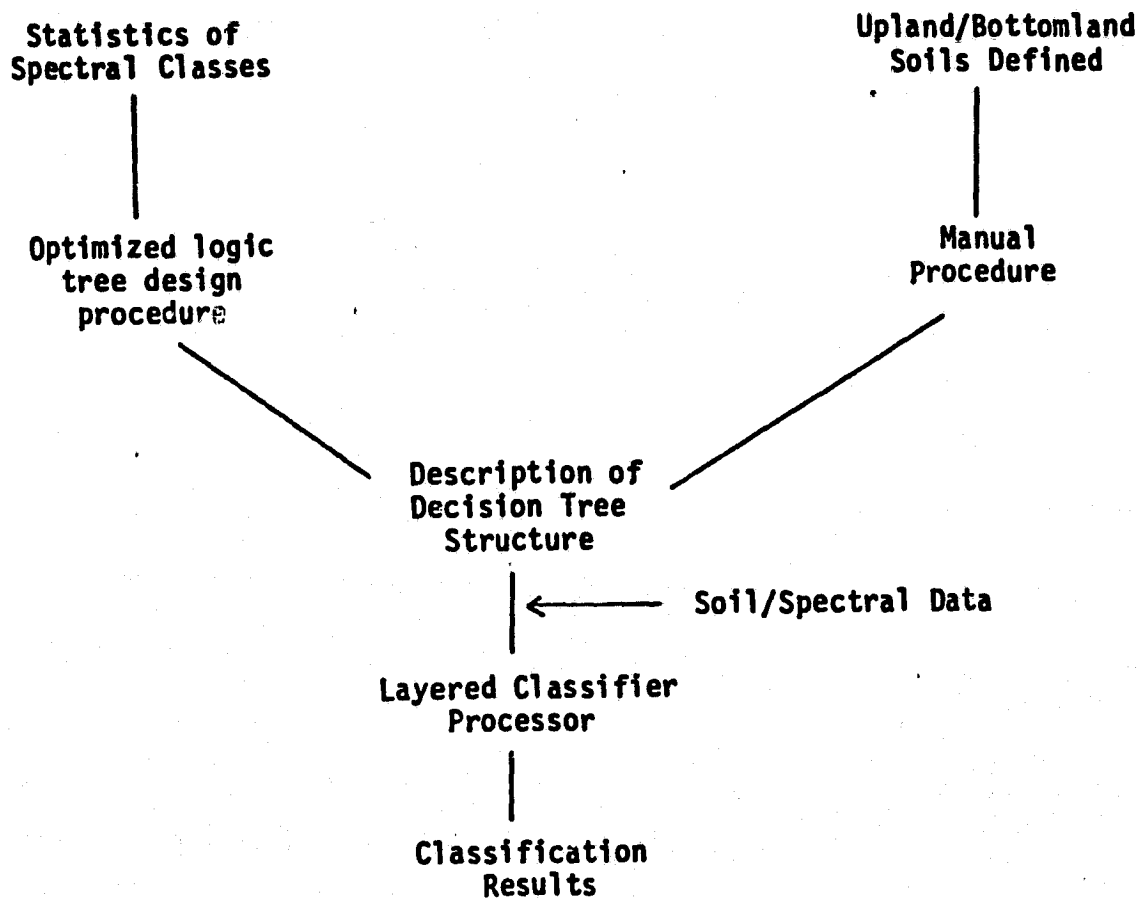 Statistics of
Spectral Classes
Upland/Bottomland
Soils Defined
Optimized logic
tree design
procedure
Manual
Procedure
Description of
Decision Tree
Structure
Soil/Spectral Data
Layered Classifier
Processor
Classification
Results